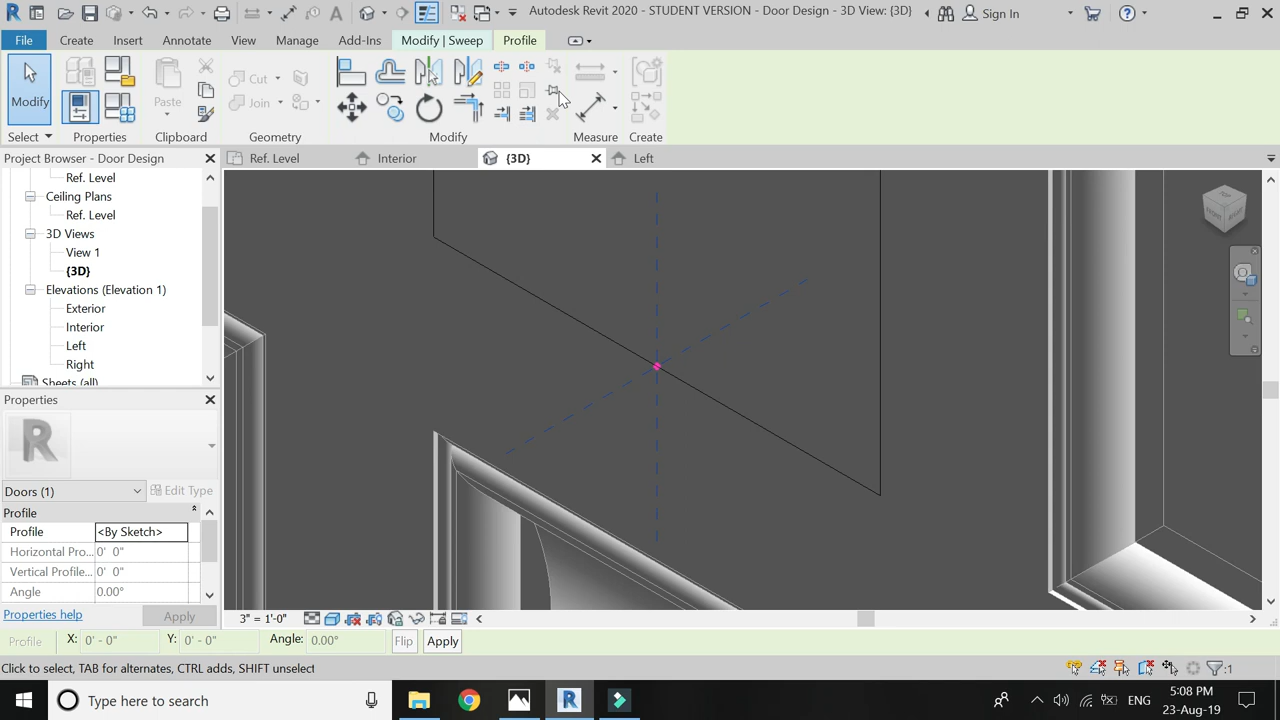 Autodesk Revit 2020 - STUDENT VERSION - Door Design - 3D View: {3D}
Sign In
File
Create
Insert
Annotate
View
Manage
Add-Ins
Modify | Sweep
Profile
Modify
Paste
Cut
Join
Select
Properties
Clipboard
Geometry
Modify
Measure
Create
Project Browser - Door Design
Ref. Level
Interior
{3D}
Left
Ref. Level
Ceiling Plans
Ref. Level
3D Views
View 1
{3D}
Elevations (Elevation 1)
Exterior
Interior
Left
Right
Sheets (all)
TOP
FRONT
RIGHT
Properties
R
Doors (1)
Edit Type
Profile
Profile
<By Sketch>
Horizontal Pro...
0' 0"
Vertical Profile...
0' 0"
Angle
0.00°
Properties help
Apply
3" = 1'-0"
Profile
X: 0' - 0"
Y: 0' - 0"
Angle: 0.00°
Flip
Apply
Click to select, TAB for alternates, CTRL adds, SHIFT unselect
:1
Type here to search
ENG
5:08 PM
23-Aug-19